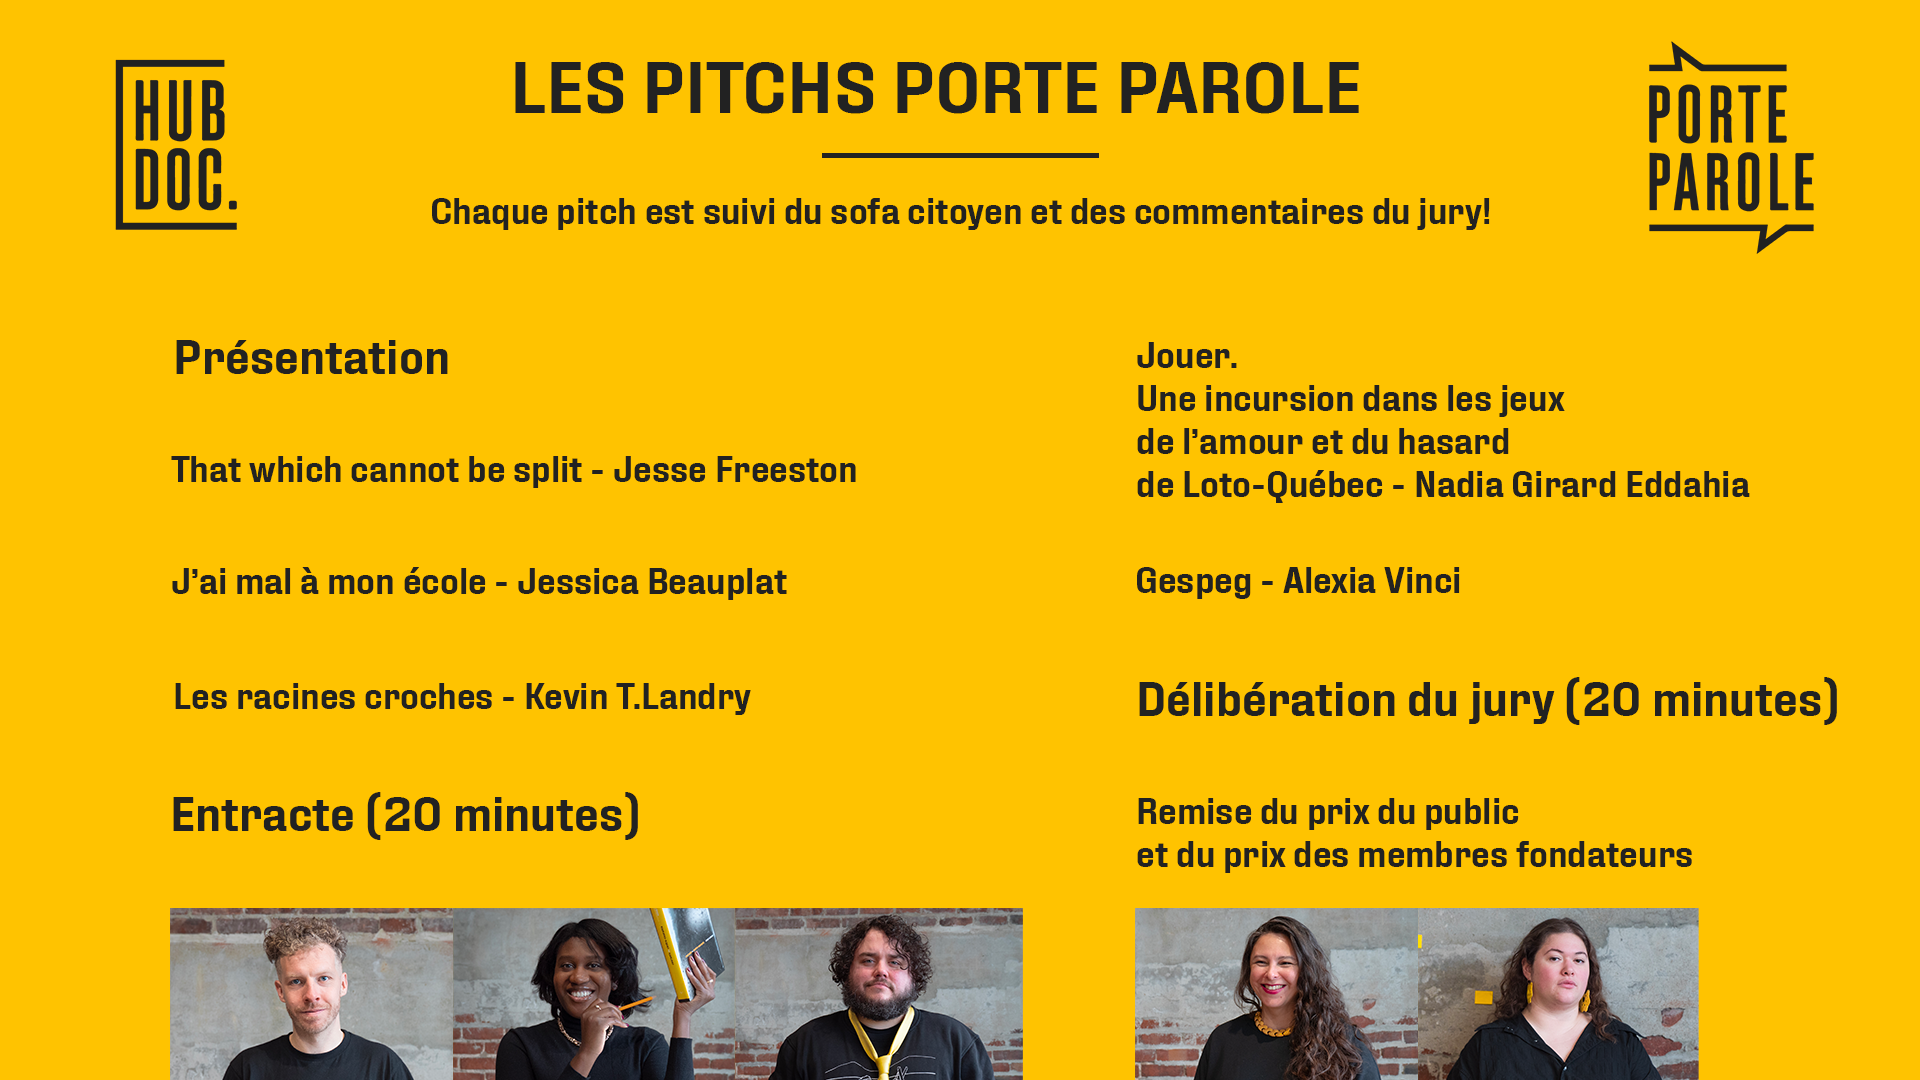 HUB
DOC.
LES PITCHS PORTE PAROLE
Chaque pitch est suivi du sofa citoyen et des commentaires du jury!
PORTE
PAROLE
Présentation
That which cannot be split - Jesse Freeston
J'ai mal à mon école - Jessica Beauplat
Les racines croches - Kevin T.Landry
Entracte (20 minutes)
Jouer.
Une incursion dans les jeux
de l'amour et du hasard
de Loto-Québec - Nadia Girard Eddahia
Gespeg - Alexia Vinci
Délibération du jury (20 minutes)
Remise du prix du public
et du prix des membres fondateurs